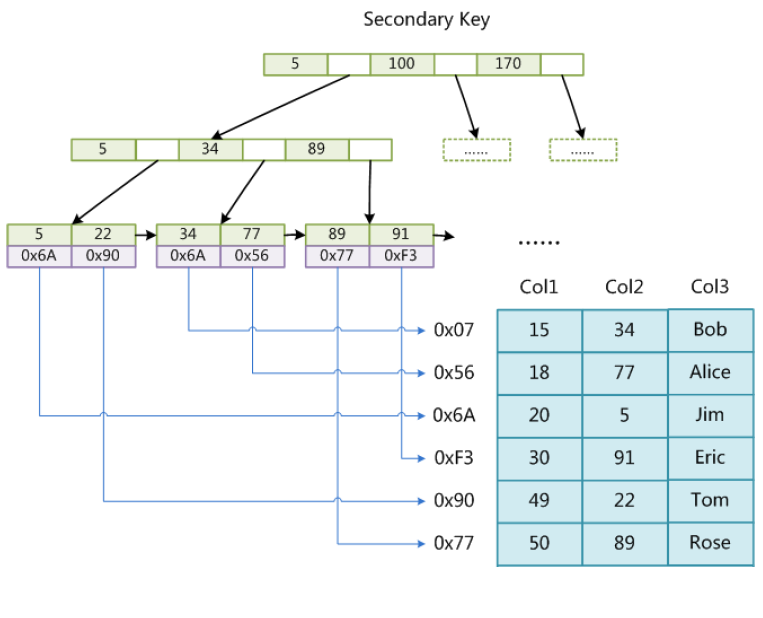 Secondary Key
5 100 170
5 34 89 ...... ......
5 22 34 77 89 91
0x6A 0x90 0x6A 0x56 0x77 0xF3
......
Col1 Col2 Col3
0x07 15 34 Bob
0x56 18 77 Alice
0x6A 20 5 Jim
0xF3 30 91 Eric
0x90 49 22 Tom
0x77 50 89 Rose